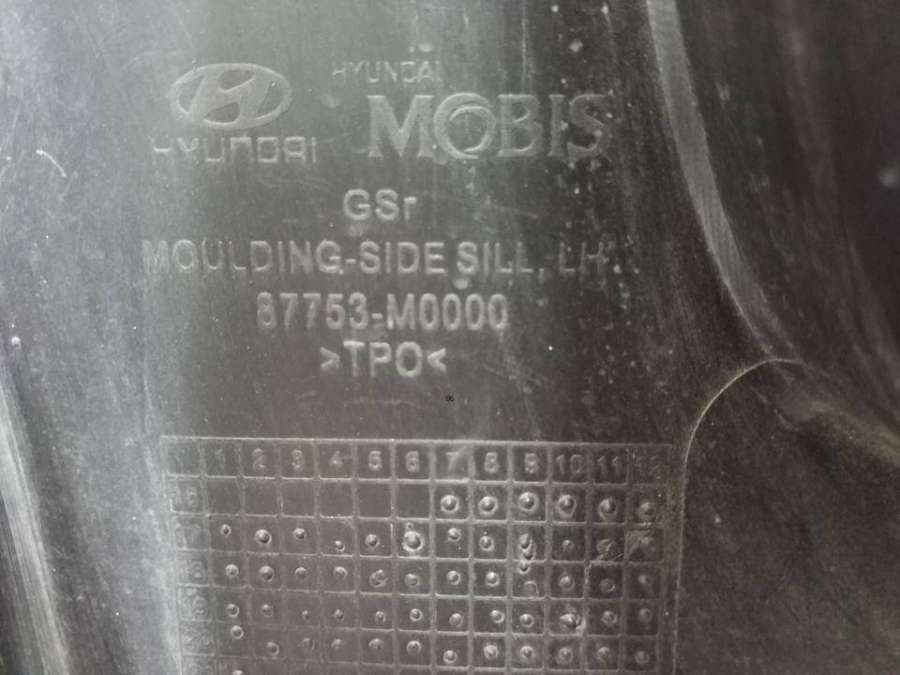 HYUNDAI
HYUNDAI
MOBIS
GSr
MOULDING-SIDE SILL, LH
87753-M0000
>TPO<
1 2 3 4 5 6 7 8 9 10 11 12